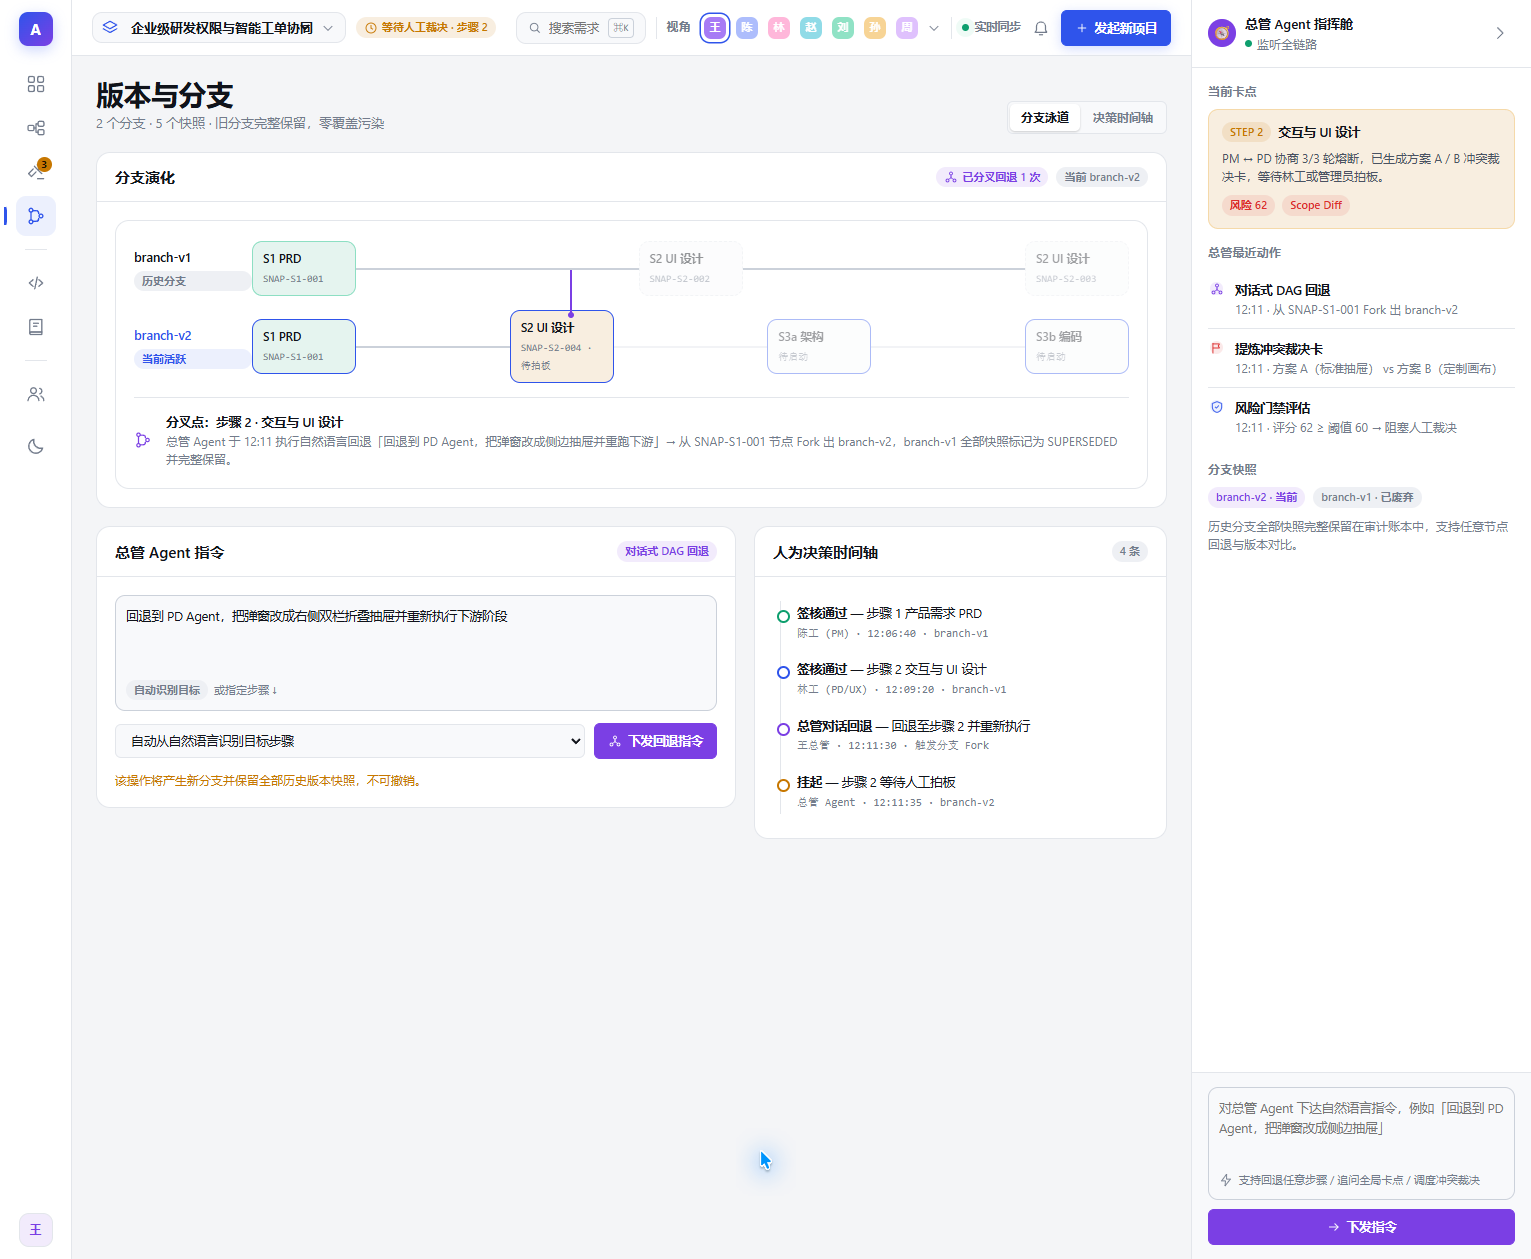 A
企业级研发权限与智能工单协同
等待人工裁决 · 步骤 2
搜索需求
⌘K
视角
王
陈
林
赵
刘
孙
周
实时同步
+ 发起新项目
3
王
版本与分支
2 个分支 · 5 个快照 · 旧分支完整保留，零覆盖污染
分支泳道
决策时间轴
分支演化
已分叉回退 1 次
当前 branch-v2
branch-v1
历史分支
S1 PRD
SNAP-S1-001
S2 UI 设计
SNAP-S2-002
S2 UI 设计
SNAP-S2-003
branch-v2
当前活跃
S1 PRD
SNAP-S1-001
S2 UI 设计
SNAP-S2-004 ·
待拍板
S3a 架构
待启动
S3b 编码
待启动
分叉点：步骤 2 · 交互与 UI 设计
总管 Agent 于 12:11 执行自然语言回退「回退到 PD Agent，把弹窗改成侧边抽屉并重跑下游」→ 从 SNAP-S1-001 节点 Fork 出 branch-v2，branch-v1 全部快照标记为 SUPERSEDED
并完整保留。
总管 Agent 指令
对话式 DAG 回退
回退到 PD Agent，把弹窗改成右侧双栏折叠抽屉并重新执行下游阶段
自动识别目标
或指定步骤 ↓
自动从自然语言识别目标步骤
下发回退指令
该操作将产生新分支并保留全部历史版本快照，不可撤销。
人为决策时间轴
4 条
签核通过 — 步骤 1 产品需求 PRD
陈工 (PM) · 12:06:40 · branch-v1
签核通过 — 步骤 2 交互与 UI 设计
林工 (PD/UX) · 12:09:20 · branch-v1
总管对话回退 — 回退至步骤 2 并重新执行
王总管 · 12:11:30 · 触发分支 Fork
挂起 — 步骤 2 等待人工拍板
总管 Agent · 12:11:35 · branch-v2
总管 Agent 指挥舱
监听全链路
当前卡点
STEP 2
交互与 UI 设计
PM ↔ PD 协商 3/3 轮熔断，已生成方案 A / B 冲突裁
决卡，等待林工或管理员拍板。
风险 62
Scope Diff
总管最近动作
对话式 DAG 回退
12:11 · 从 SNAP-S1-001 Fork 出 branch-v2
提炼冲突裁决卡
12:11 · 方案 A（标准抽屉） vs 方案 B（定制画布）
风险门禁评估
12:11 · 评分 62 ≥ 阈值 60 → 阻塞人工裁决
分支快照
branch-v2 · 当前
branch-v1 · 已废弃
历史分支全部快照完整保留在审计账本中，支持任意节点
回退与版本对比。
对总管 Agent 下达自然语言指令，例如「回退到 PD
Agent，把弹窗改成侧边抽屉」
支持回退任意步骤 / 追问全局卡点 / 调度冲突裁决
→ 下发指令